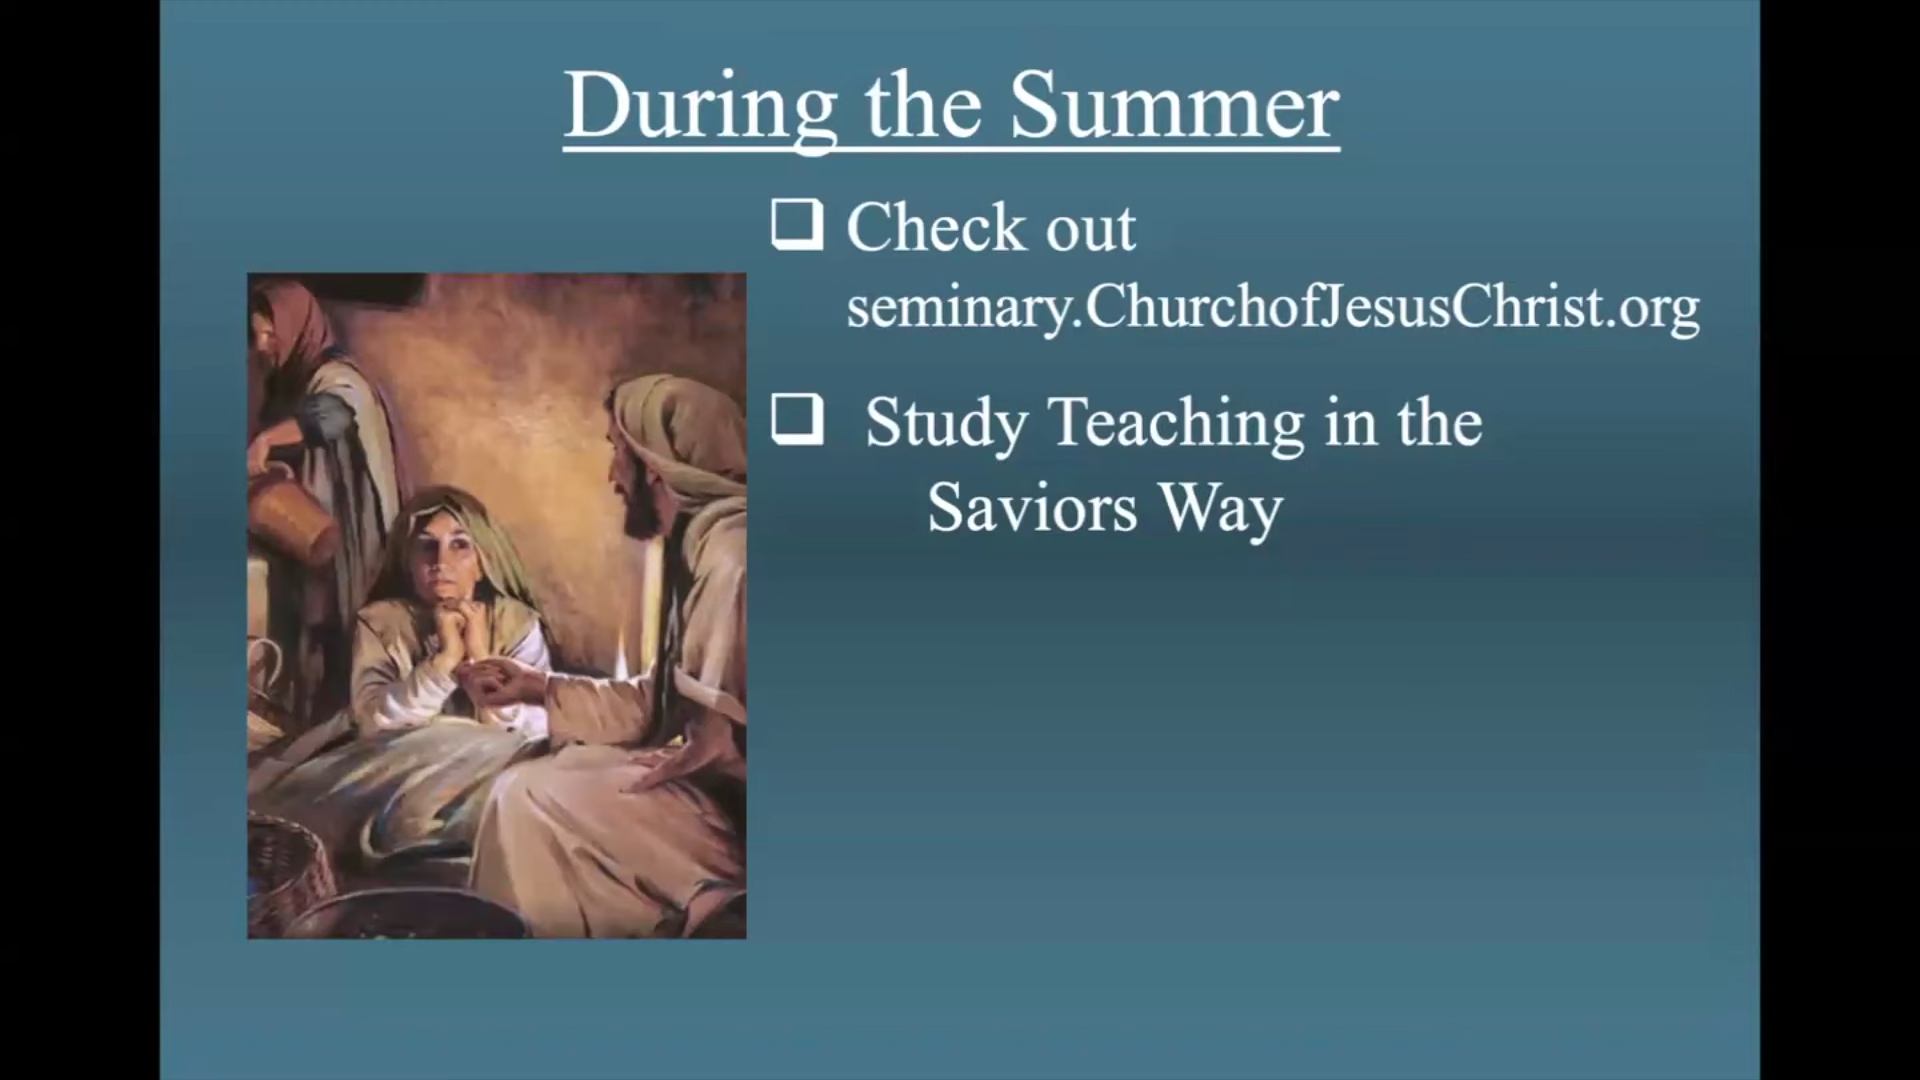 During the Summer
Check out
seminary.ChurchofJesusChrist.org
Study Teaching in the
Saviors Way